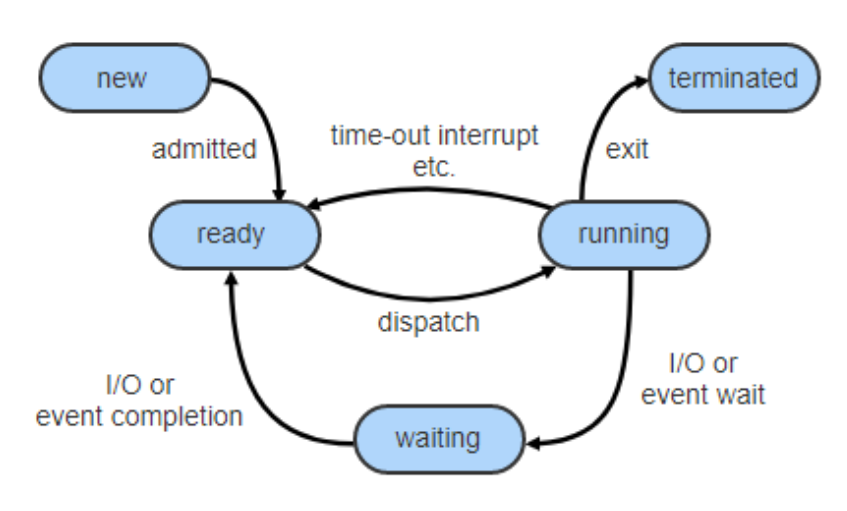 new
terminated
admitted
time-out interrupt
etc.
exit
ready
running
dispatch
I/O or
event completion
I/O or
event wait
waiting